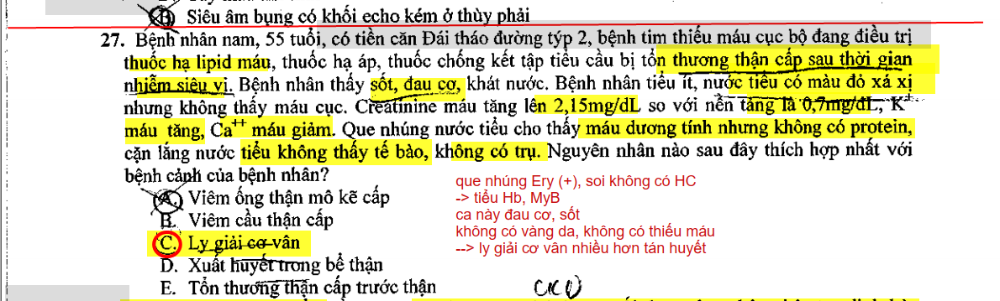 B. Siêu âm bụng có khối echo kém ở thùy phải
27. Bệnh nhân nam, 55 tuổi, có tiền căn Đái tháo đường týp 2, bệnh tim thiếu máu cục bộ đang điều trị
thuốc hạ lipid máu, thuốc hạ áp, thuốc chống kết tập tiểu cầu bị tổn thương thận cấp sau thời gian
nhiễm siêu vi. Bệnh nhân thấy sốt, đau cơ, khát nước. Bệnh nhân tiểu ít, nước tiểu có màu đỏ xá xị
nhưng không thấy máu cục. Creatinine máu tăng lên 2,15mg/dL so với nền tảng là 0,7mg/dL, K⁺
máu tăng, Ca⁺⁺ máu giảm. Que nhúng nước tiểu cho thấy máu dương tính nhưng không có protein,
cặn lắng nước tiểu không thấy tế bào, không có trụ. Nguyên nhân nào sau đây thích hợp nhất với
bệnh cảnh của bệnh nhân?
A. Viêm ống thận mô kẽ cấp
B. Viêm cầu thận cấp
C. Ly giải cơ vân
D. Xuất huyết trong bể thận
E. Tổn thương thận cấp trước thận
que nhúng Ery (+), soi không có HC
-> tiểu Hb, MyB
ca này đau cơ, sốt
không có vàng da, không có thiếu máu
--> ly giải cơ vân nhiều hơn tán huyết